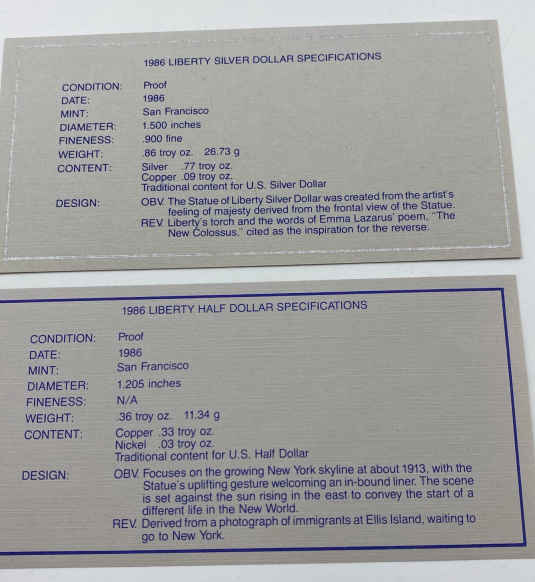 1986 LIBERTY SILVER DOLLAR SPECIFICATIONS
CONDITION: Proof
DATE: 1986
MINT: San Francisco
DIAMETER: 1.500 inches
FINENESS: .900 fine
WEIGHT: .86 troy oz. 26.73 g
CONTENT: Silver .77 troy oz.
Copper .09 troy oz.
Traditional content for U.S. Silver Dollar
DESIGN: OBV. The Statue of Liberty Silver Dollar was created from the artist's
feeling of majesty derived from the frontal view of the Statue.
REV. Liberty's torch and the words of Emma Lazarus' poem, "The
New Colossus," cited as the inspiration for the reverse.
1986 LIBERTY HALF DOLLAR SPECIFICATIONS
CONDITION: Proof
DATE: 1986
MINT: San Francisco
DIAMETER: 1.205 inches
FINENESS: N/A
WEIGHT: .36 troy oz. 11.34 g
CONTENT: Copper .33 troy oz.
Nickel .03 troy oz.
Traditional content for U.S. Half Dollar
DESIGN: OBV. Focuses on the growing New York skyline at about 1913, with the
Statue's uplifting gesture welcoming an in-bound liner. The scene
is set against the sun rising in the east to convey the start of a
different life in the New World.
REV. Derived from a photograph of immigrants at Ellis Island, waiting to
go to New York.